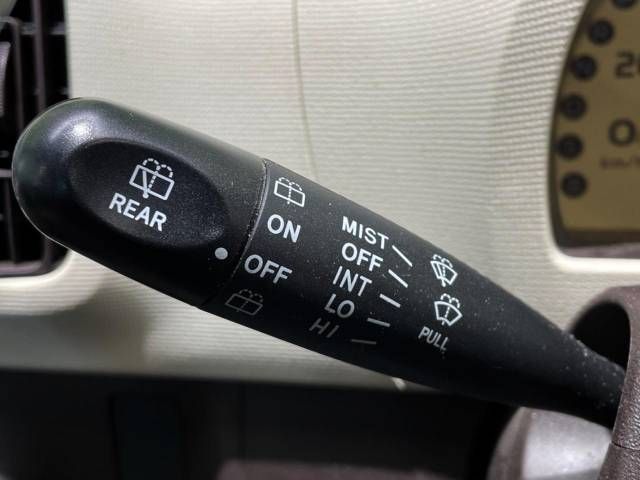 REAR
ON
OFF
MIST
OFF
INT
LO
HI
PULL